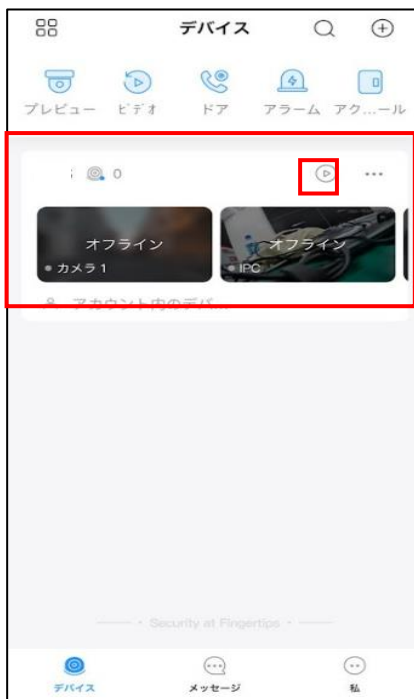 デバイス
プレビュー ビデオ ドア アラーム アク...ール
0
オフライン オフライン
カメラ 1 IPC
アカウント内のデバ...
Security at Fingertips
デバイス メッセージ 私